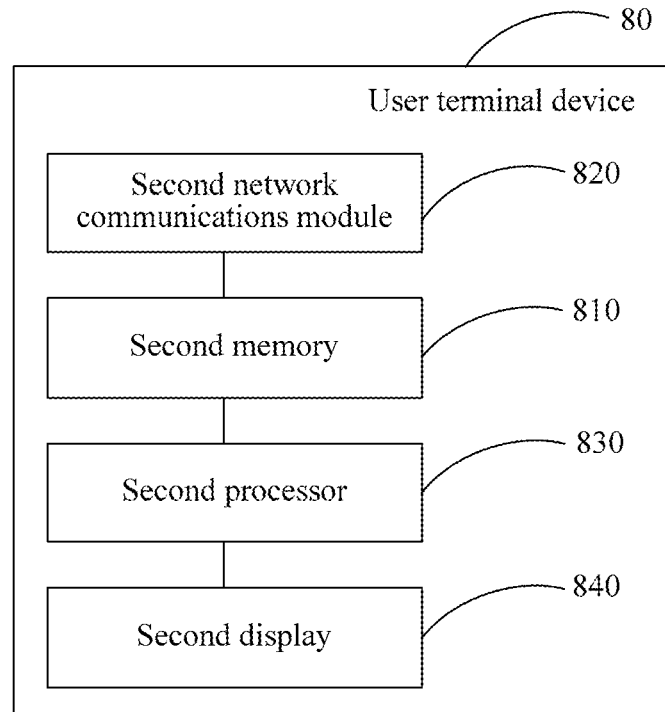 80
User terminal device
Second network
communications module
820
Second memory
810
Second processor
830
Second display
840